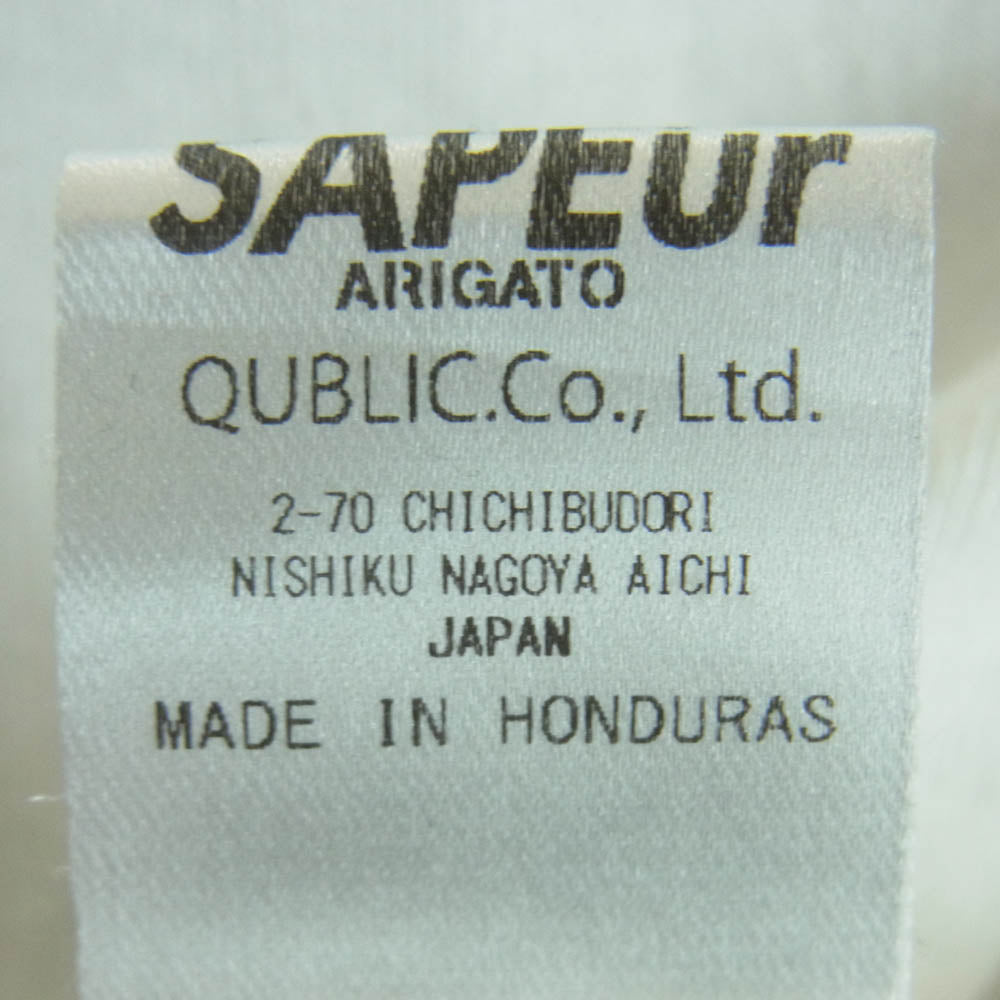 SAPEUr
ARIGATO
QUBLIC.Co., Ltd.
2-70 CHICHIBUDORI
NISHIKU NAGOYA AICHI
JAPAN
MADE IN HONDURAS